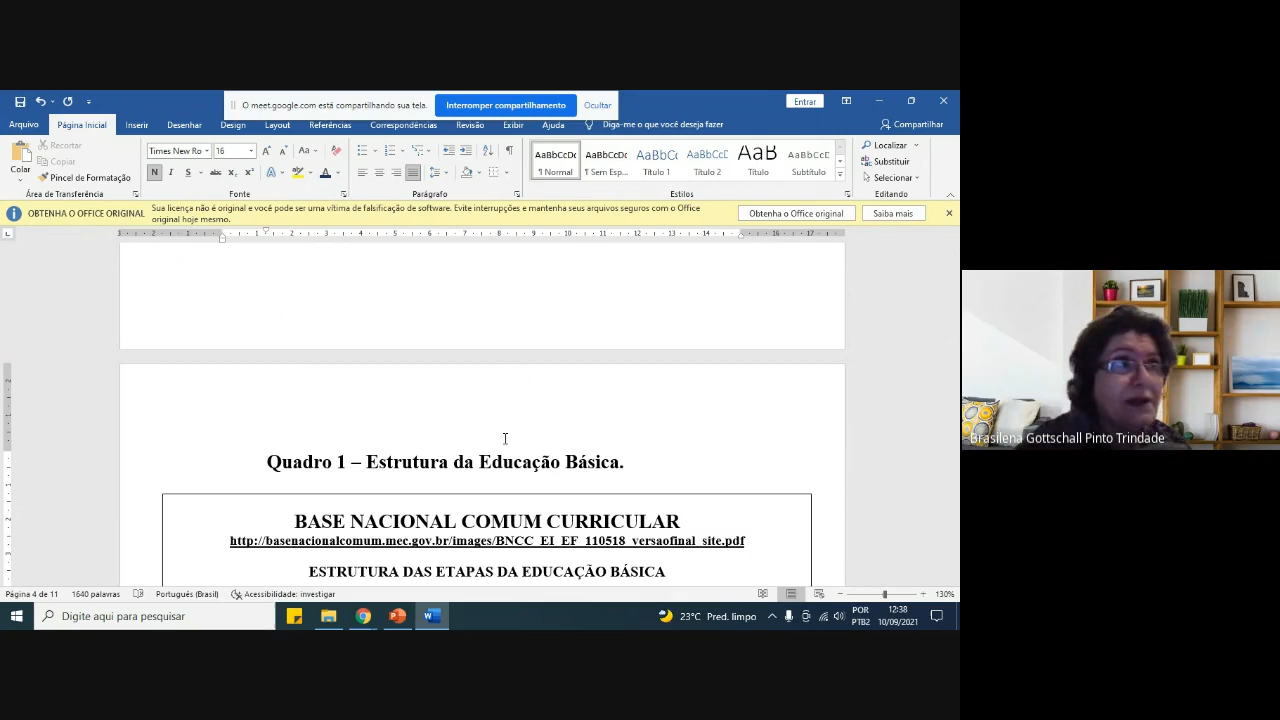 O meet.google.com está compartilhando sua tela.
Interromper compartilhamento
Ocultar
Entrar
Arquivo
Página Inicial
Inserir
Desenhar
Design
Layout
Referências
Correspondências
Revisão
Exibir
Ajuda
Diga-me o que você deseja fazer
Compartilhar
Colar
Recortar
Copiar
Pincel de Formatação
Área de Transferência
Times New Ro
16
Fonte
Parágrafo
AaBbCcDc
¶ Normal
AaBbCcDc
¶ Sem Esp...
AaBbCc
Título 1
AaBbCcD
Título 2
AaB
Título
AaBbCcD
Subtítulo
Estilos
Localizar
Substituir
Selecionar
Editando
OBTENHA O OFFICE ORIGINAL
Sua licença não é original e você pode ser uma vítima de falsificação de software. Evite interrupções e mantenha seus arquivos seguros com o Office
original hoje mesmo.
Obtenha o Office original
Saiba mais
Quadro 1 – Estrutura da Educação Básica.
BASE NACIONAL COMUM CURRICULAR
http://basenacionalcomum.mec.gov.br/images/BNCC_EI_EF_110518_versaofinal_site.pdf
ESTRUTURA DAS ETAPAS DA EDUCAÇÃO BÁSICA
Brasilena Gottschall Pinto Trindade
Página 4 de 11
1640 palavras
Português (Brasil)
Acessibilidade: investigar
130%
Digite aqui para pesquisar
23°C Pred. limpo
POR
PTB2
12:38
10/09/2021